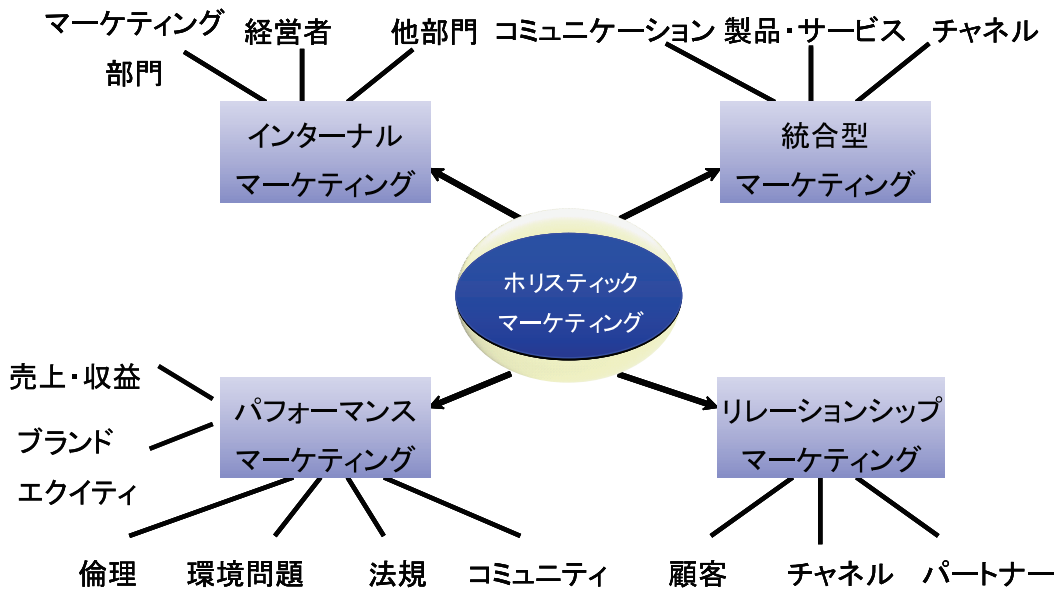 マーケティング
部門
経営者
他部門
コミュニケーション
製品・サービス
チャネル
インターナル
マーケティング
統合型
マーケティング
ホリスティック
マーケティング
売上・収益
ブランド
エクイティ
パフォーマンス
マーケティング
リレーションシップ
マーケティング
倫理
環境問題
法規
コミュニティ
顧客
チャネル
パートナー